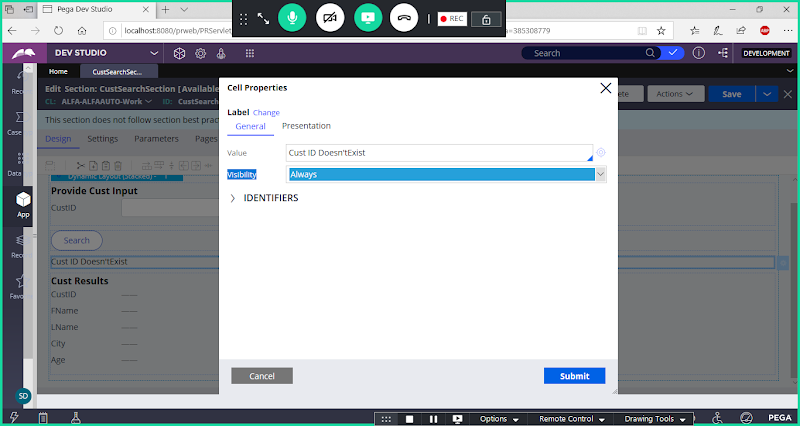 Pega Dev Studio
localhost:8080/prweb/PRServlet
=385308779
REC
ABP
DEV STUDIO
Search
DEVELOPMENT
Home
CustSearchSec...
Edit Section: CustSearchSection [Available
CL: ALFA-ALFAAUTO-Work
ID: CustSearch
Actions
Save
This section does not follow section best prac
Design
Settings
Parameters
Pages
Cell Properties
Label Change
General
Presentation
Value
Cust ID Doesn'tExist
Visibility
Always
IDENTIFIERS
Cancel
Submit
Reco
Case
Data
App
Reco
Favo
SD
Dynamic Layout (Stacked) - 1
Provide Cust Input
CustID
Search
Cust ID Doesn'tExist
Cust Results
CustID
FName
LName
City
Age
Options
Remote Control
Drawing Tools
PEGA